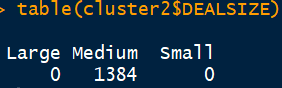 > table(cluster2$DEALSIZE)
Large Medium Small
0 1384 0